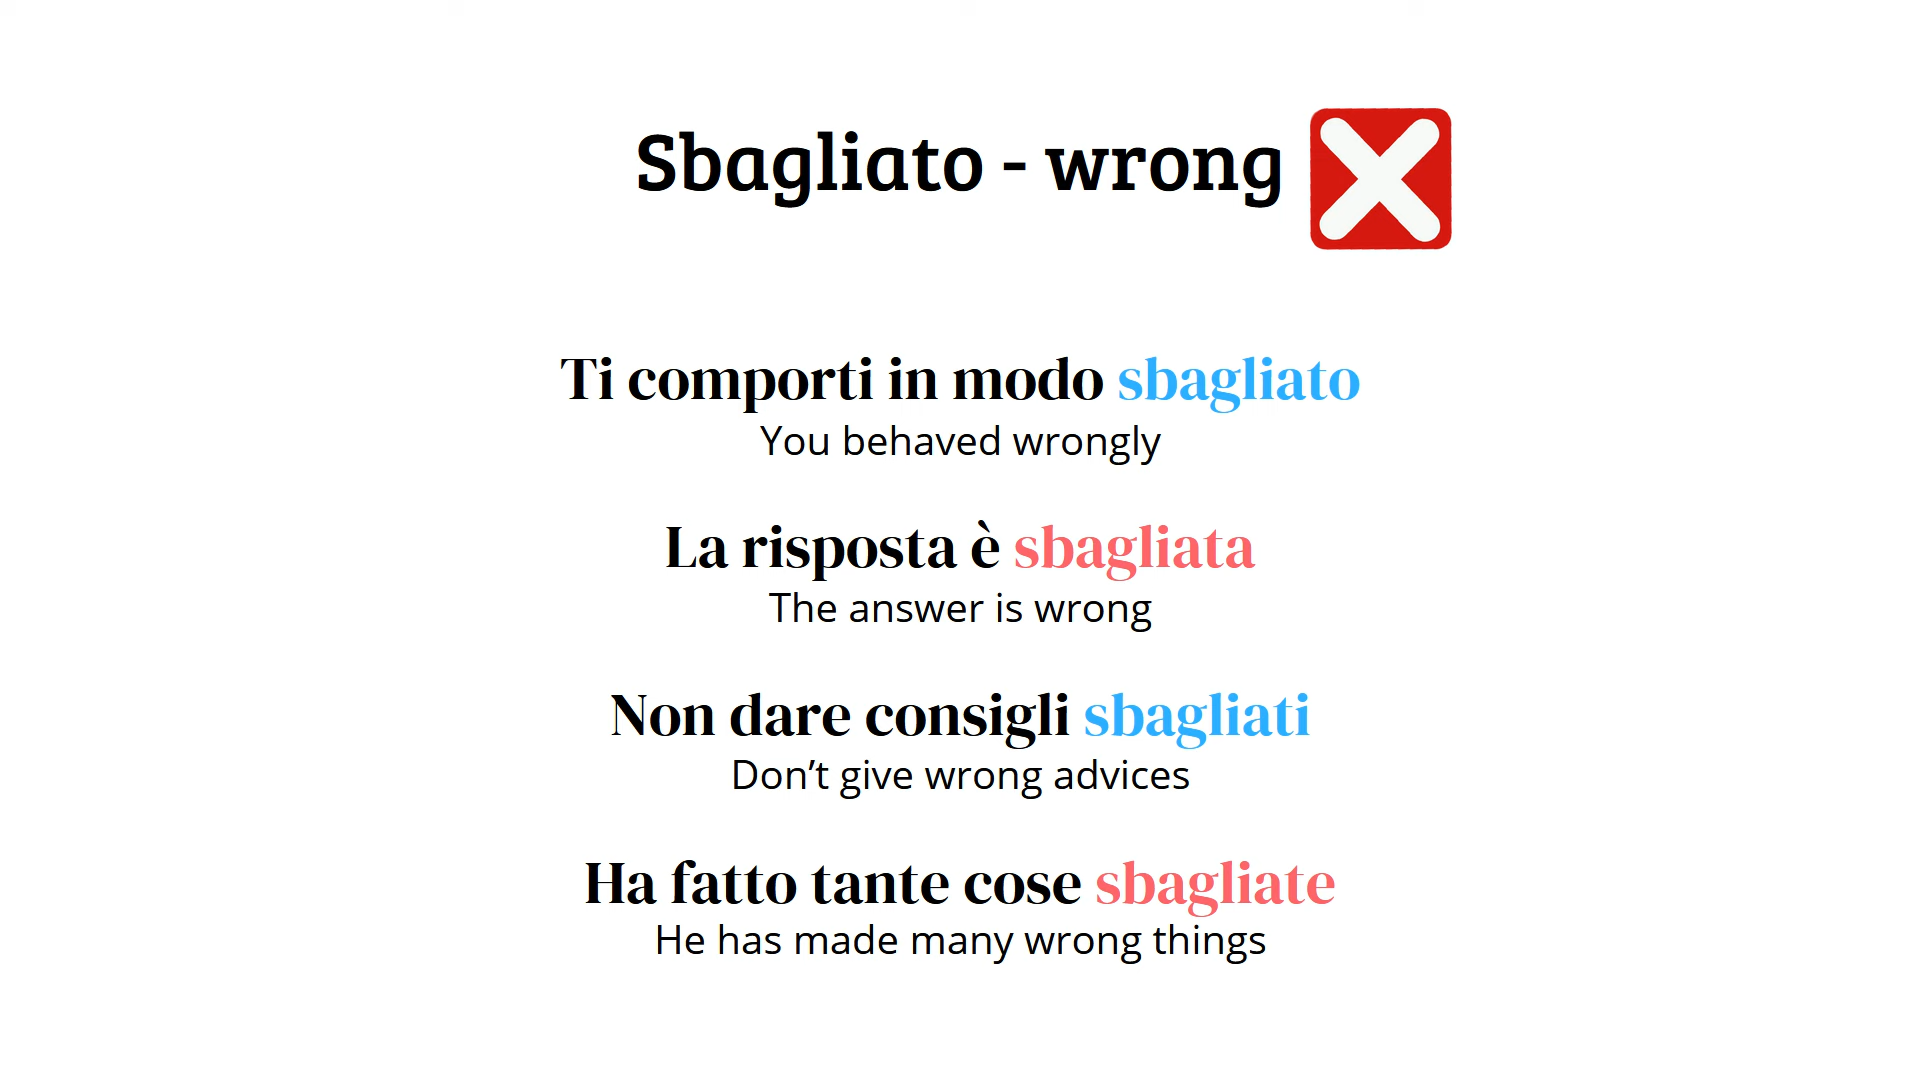 Sbagliato - wrong
Ti comporti in modo sbagliato
You behaved wrongly
La risposta è sbagliata
The answer is wrong
Non dare consigli sbagliati
Don’t give wrong advices
Ha fatto tante cose sbagliate
He has made many wrong things